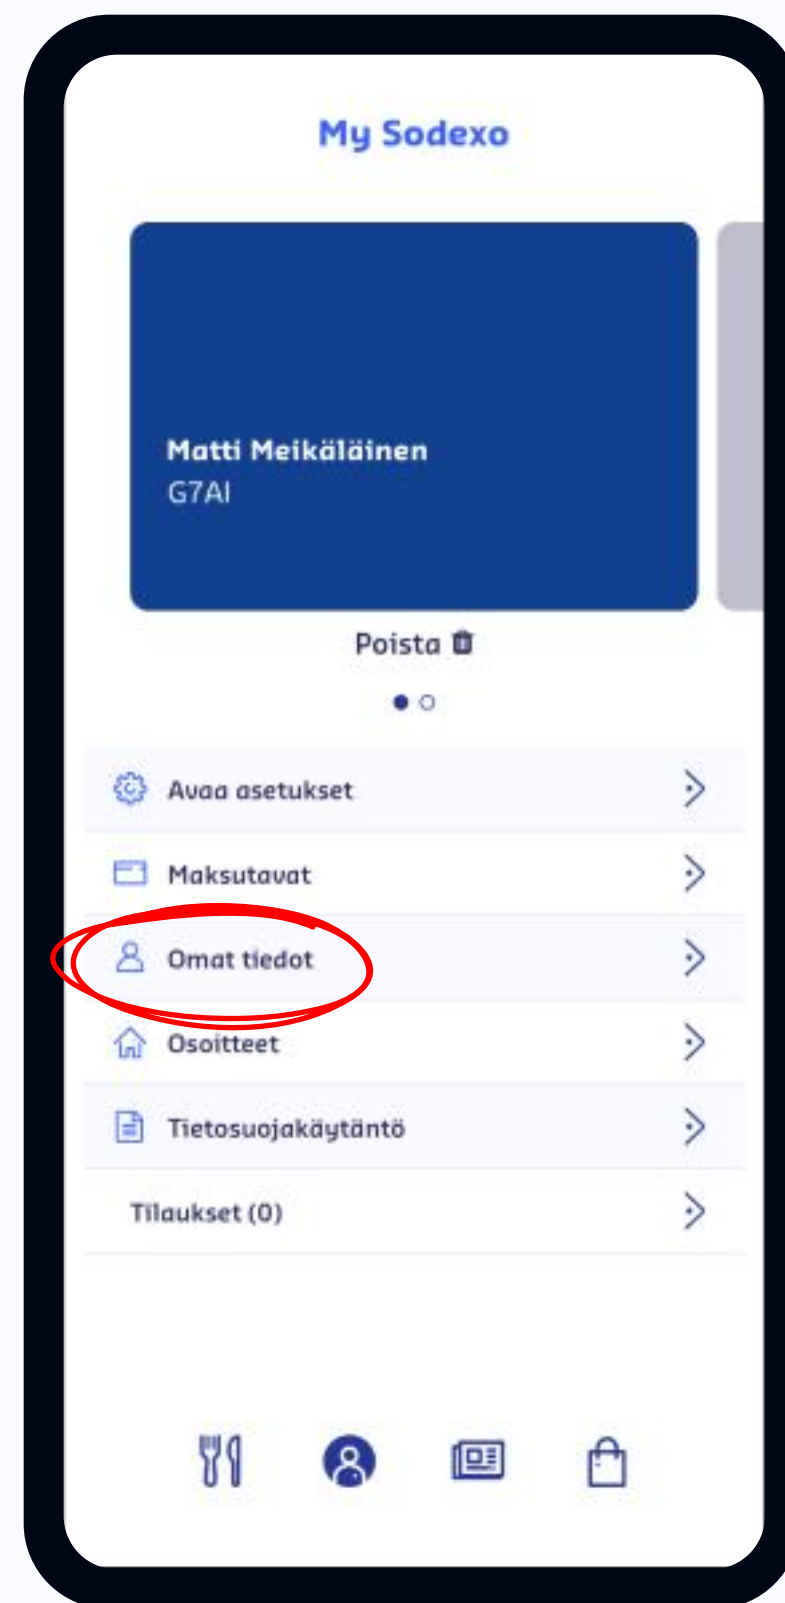 My Sodexo
Matti Meikäläinen
G7AI
Poista
Avaa asetukset
Maksutavat
Omat tiedot
Osoitteet
Tietosuojakäytäntö
Tilaukset (0)